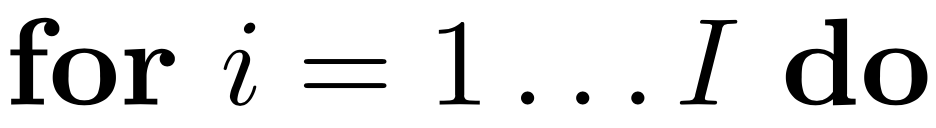 for i = 1 . . . I do